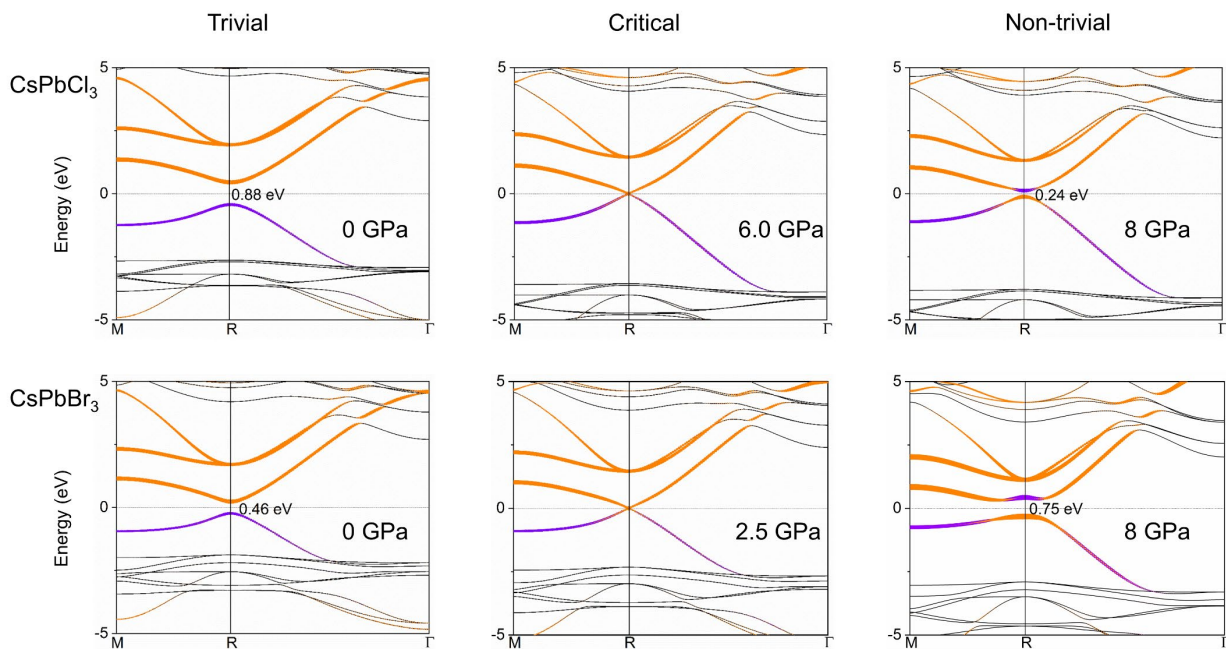 Trivial Critical Non-trivial
CsPbCl₃
Energy (eV)
5
0
-5
0.88 eV
0 GPa
M R Γ
5
0
-5
6.0 GPa
M R Γ
5
0
-5
0.24 eV
8 GPa
M R Γ
CsPbBr₃
Energy (eV)
5
0
-5
0.46 eV
0 GPa
M R Γ
5
0
-5
2.5 GPa
M R Γ
5
0
-5
0.75 eV
8 GPa
M R Γ